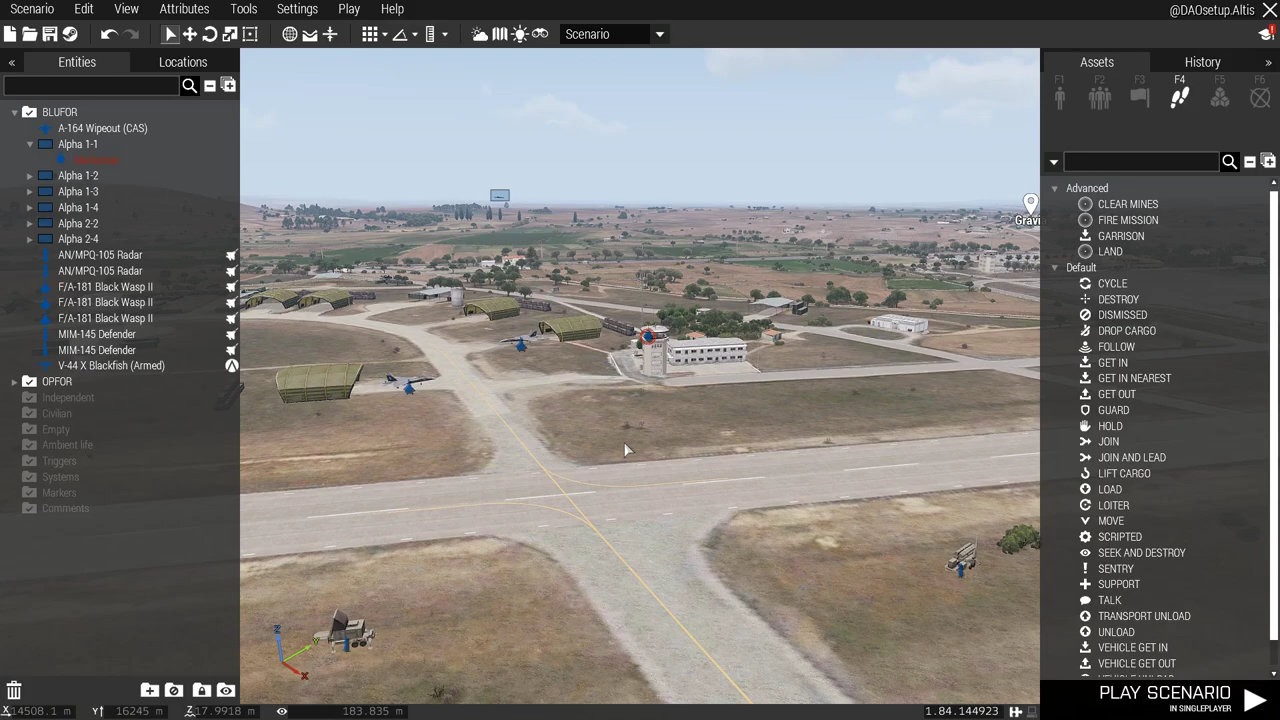 Scenario Edit View Attributes Tools Settings Play Help @DAOsetup.Altis
Scenario
« Entities Locations Assets History »
F1 F2 F3 F4 F5 F6
BLUFOR
A-164 Wipeout (CAS)
Alpha 1-1
Alpha 1-2
Alpha 1-3
Alpha 1-4
Alpha 2-2
Alpha 2-4
AN/MPQ-105 Radar
AN/MPQ-105 Radar
F/A-181 Black Wasp II
F/A-181 Black Wasp II
F/A-181 Black Wasp II
MIM-145 Defender
MIM-145 Defender
V-44 X Blackfish (Armed)
OPFOR
Independent
Civilian
Empty
Ambient life
Triggers
Systems
Markers
Comments
Gravi
Z
Y
X
Advanced
CLEAR MINES
FIRE MISSION
GARRISON
LAND
Default
CYCLE
DESTROY
DISMISSED
DROP CARGO
FOLLOW
GET IN
GET IN NEAREST
GET OUT
GUARD
HOLD
JOIN
JOIN AND LEAD
LIFT CARGO
LOAD
LOITER
MOVE
SCRIPTED
SEEK AND DESTROY
SENTRY
SUPPORT
TALK
TRANSPORT UNLOAD
UNLOAD
VEHICLE GET IN
VEHICLE GET OUT
PLAY SCENARIO
IN SINGLEPLAYER
X 14508.1 m Y 16245 m Z 17.9918 m 183.835 m 1.84.144923